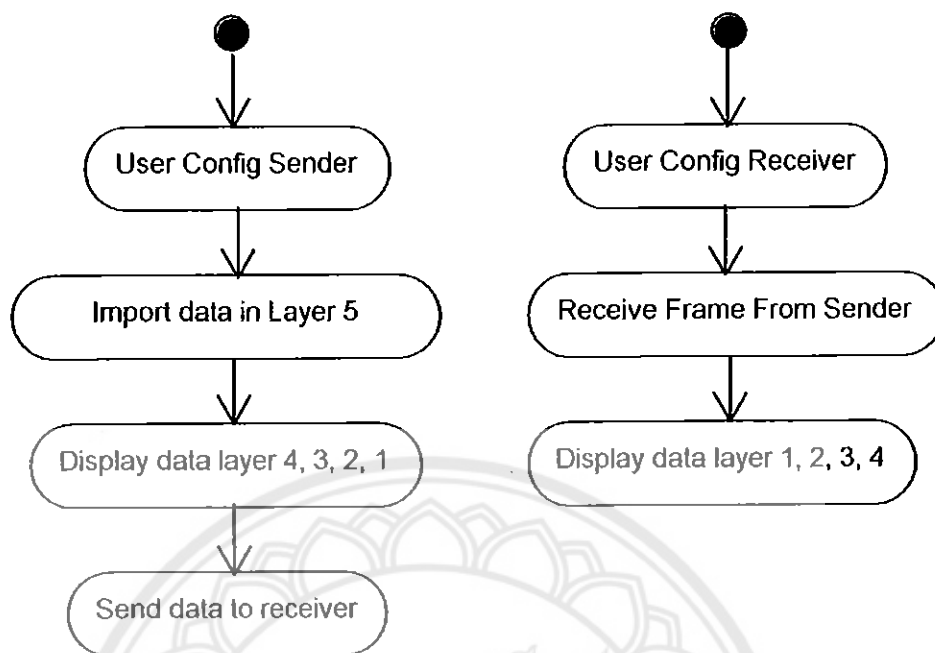 User Config Sender
Import data in Layer 5
Display data layer 4, 3, 2, 1
Send data to receiver
User Config Receiver
Receive Frame From Sender
Display data layer 1, 2, 3, 4